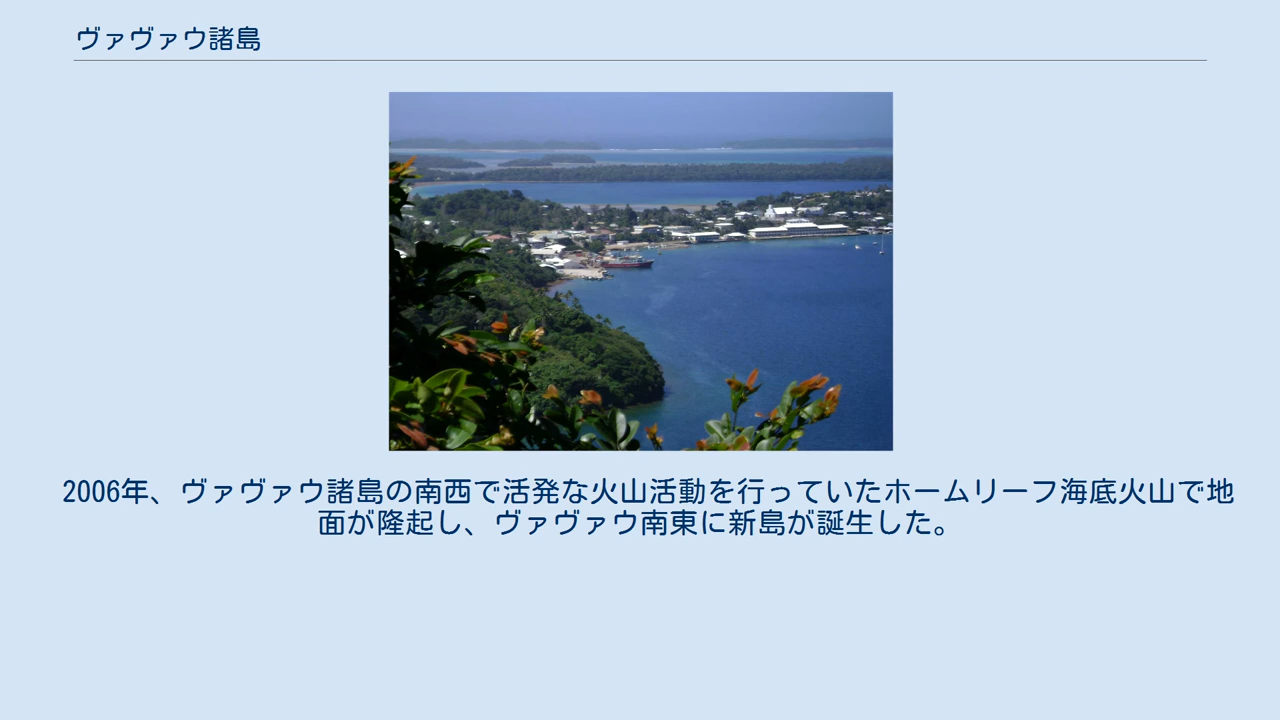 ヴァヴァウ諸島
2006年、ヴァヴァウ諸島の南西で活発な火山活動を行っていたホームリーフ海底火山で地
面が隆起し、ヴァヴァウ南東に新島が誕生した。